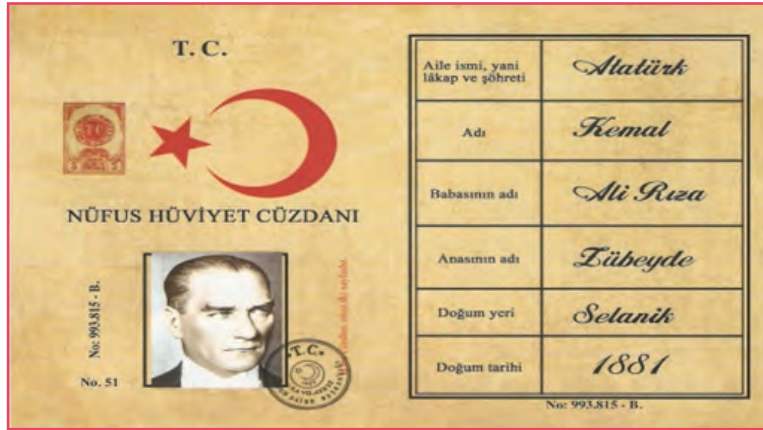 T. C.
NÜFUS HÜVİYET CÜZDANI
No: 993.815 - B.
No. 51
T.C.
Aile ismi, yani
lâkap ve şöhreti
Atatürk
Adı
Kemal
Babasının adı
Ali Rıza
Anasının adı
Zübeyde
Doğum yeri
Selanik
Doğum tarihi
1881
No: 993.815 - B.